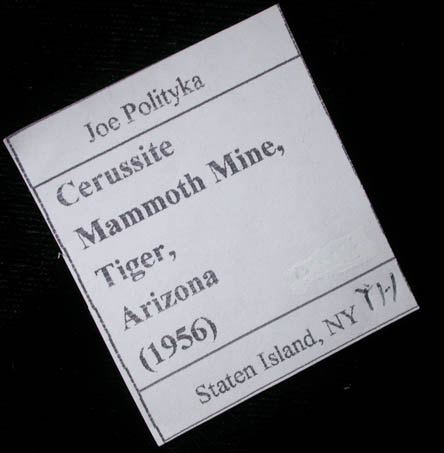 Joe Polityka
Cerussite
Mammoth Mine,
Tiger,
Arizona
(1956)
Staten Island, NY